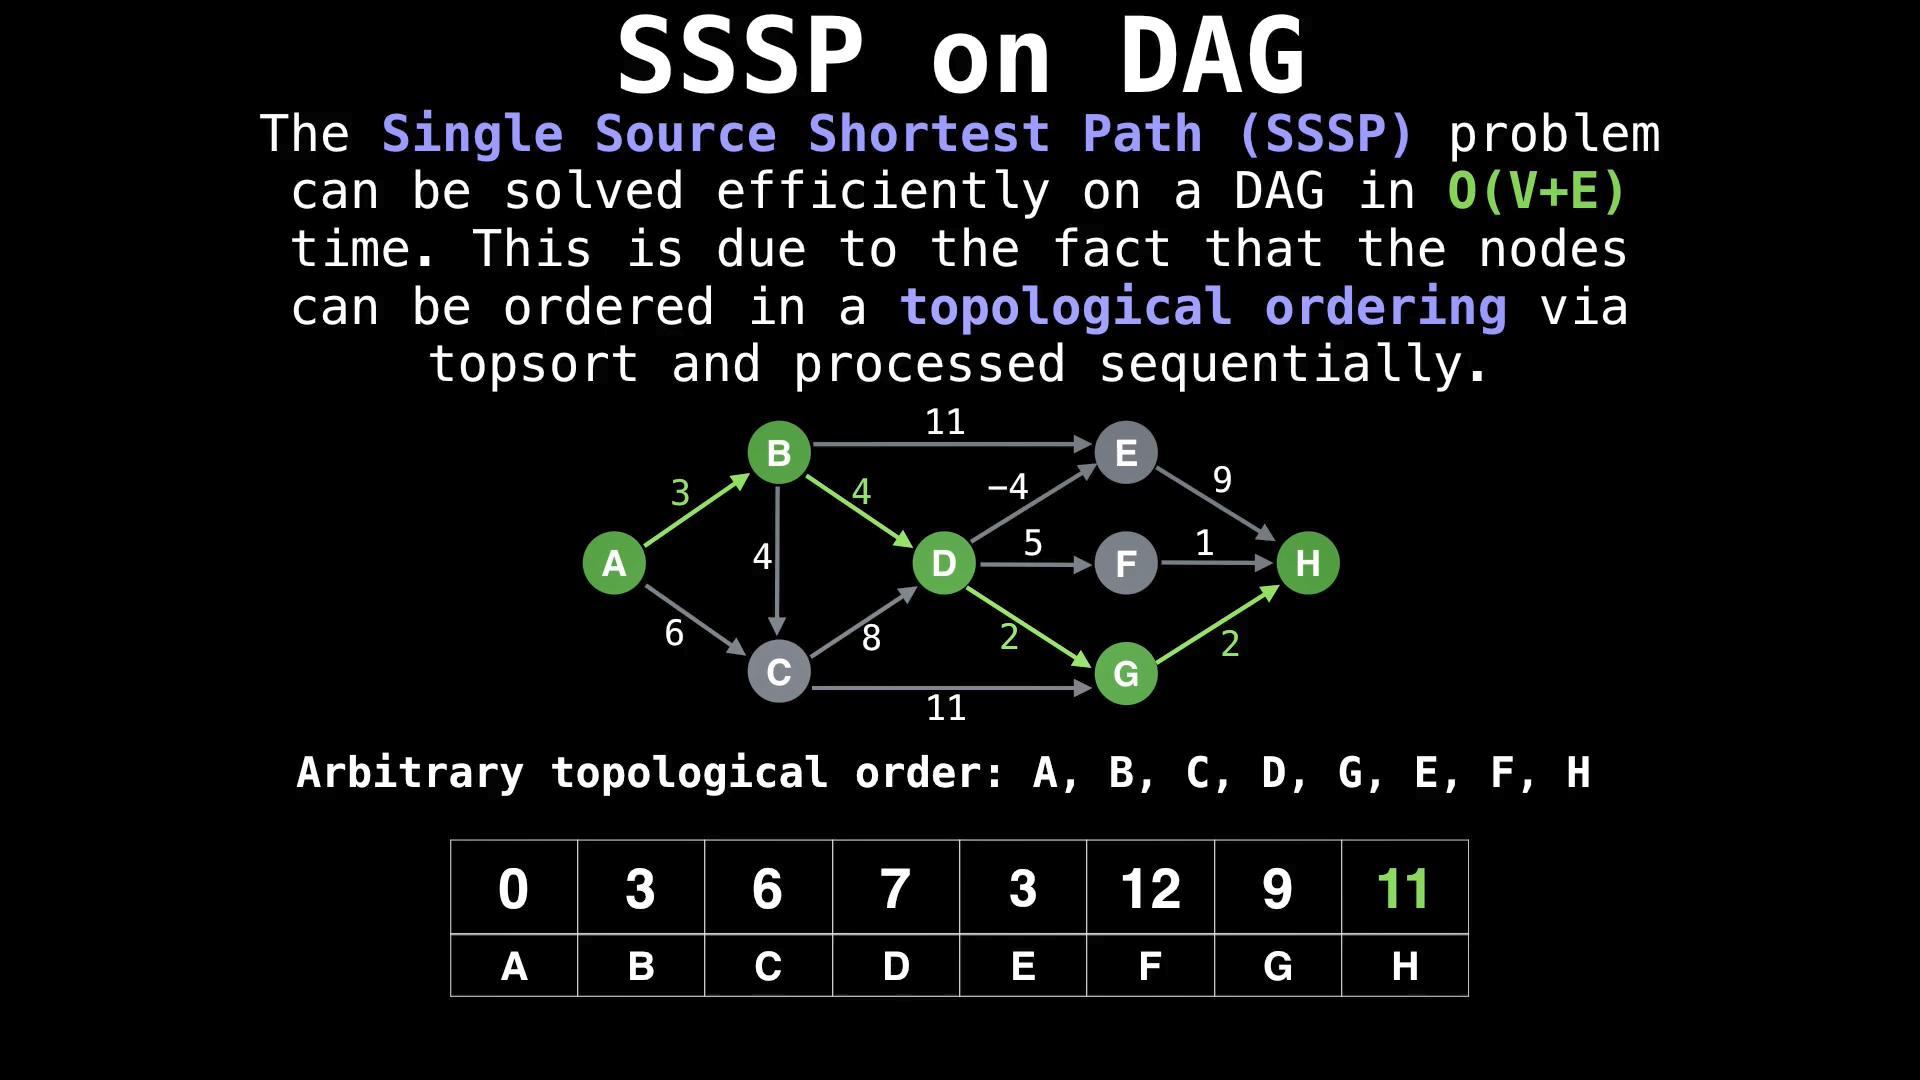 SSSP on DAG
The Single Source Shortest Path (SSSP) problem
can be solved efficiently on a DAG in O(V+E)
time. This is due to the fact that the nodes
can be ordered in a topological ordering via
topsort and processed sequentially.
11
B E
3 4 −4 9
A 4 D 5 F 1 H
6 8 2 2
C G
11
Arbitrary topological order: A, B, C, D, G, E, F, H
0 3 6 7 3 12 9 11
A B C D E F G H